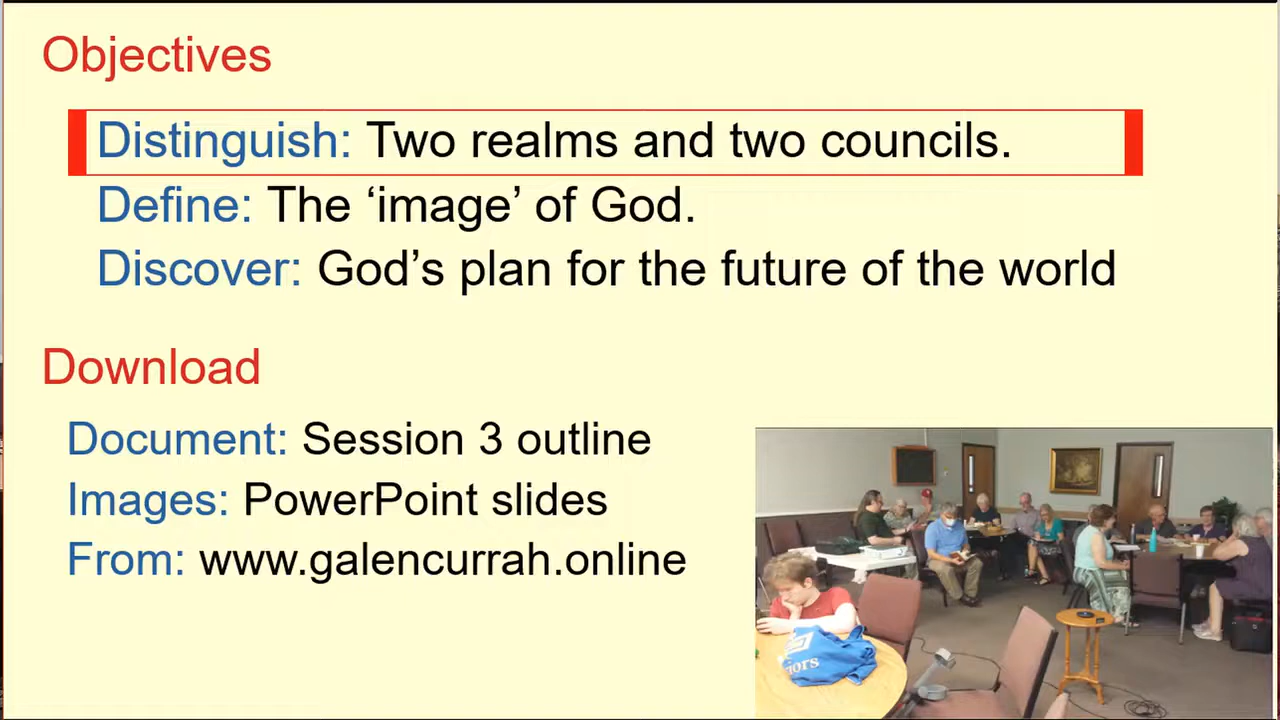 Objectives
Distinguish: Two realms and two councils.
Define: The ‘image’ of God.
Discover: God’s plan for the future of the world
Download
Document: Session 3 outline
Images: PowerPoint slides
From: www.galencurrah.online